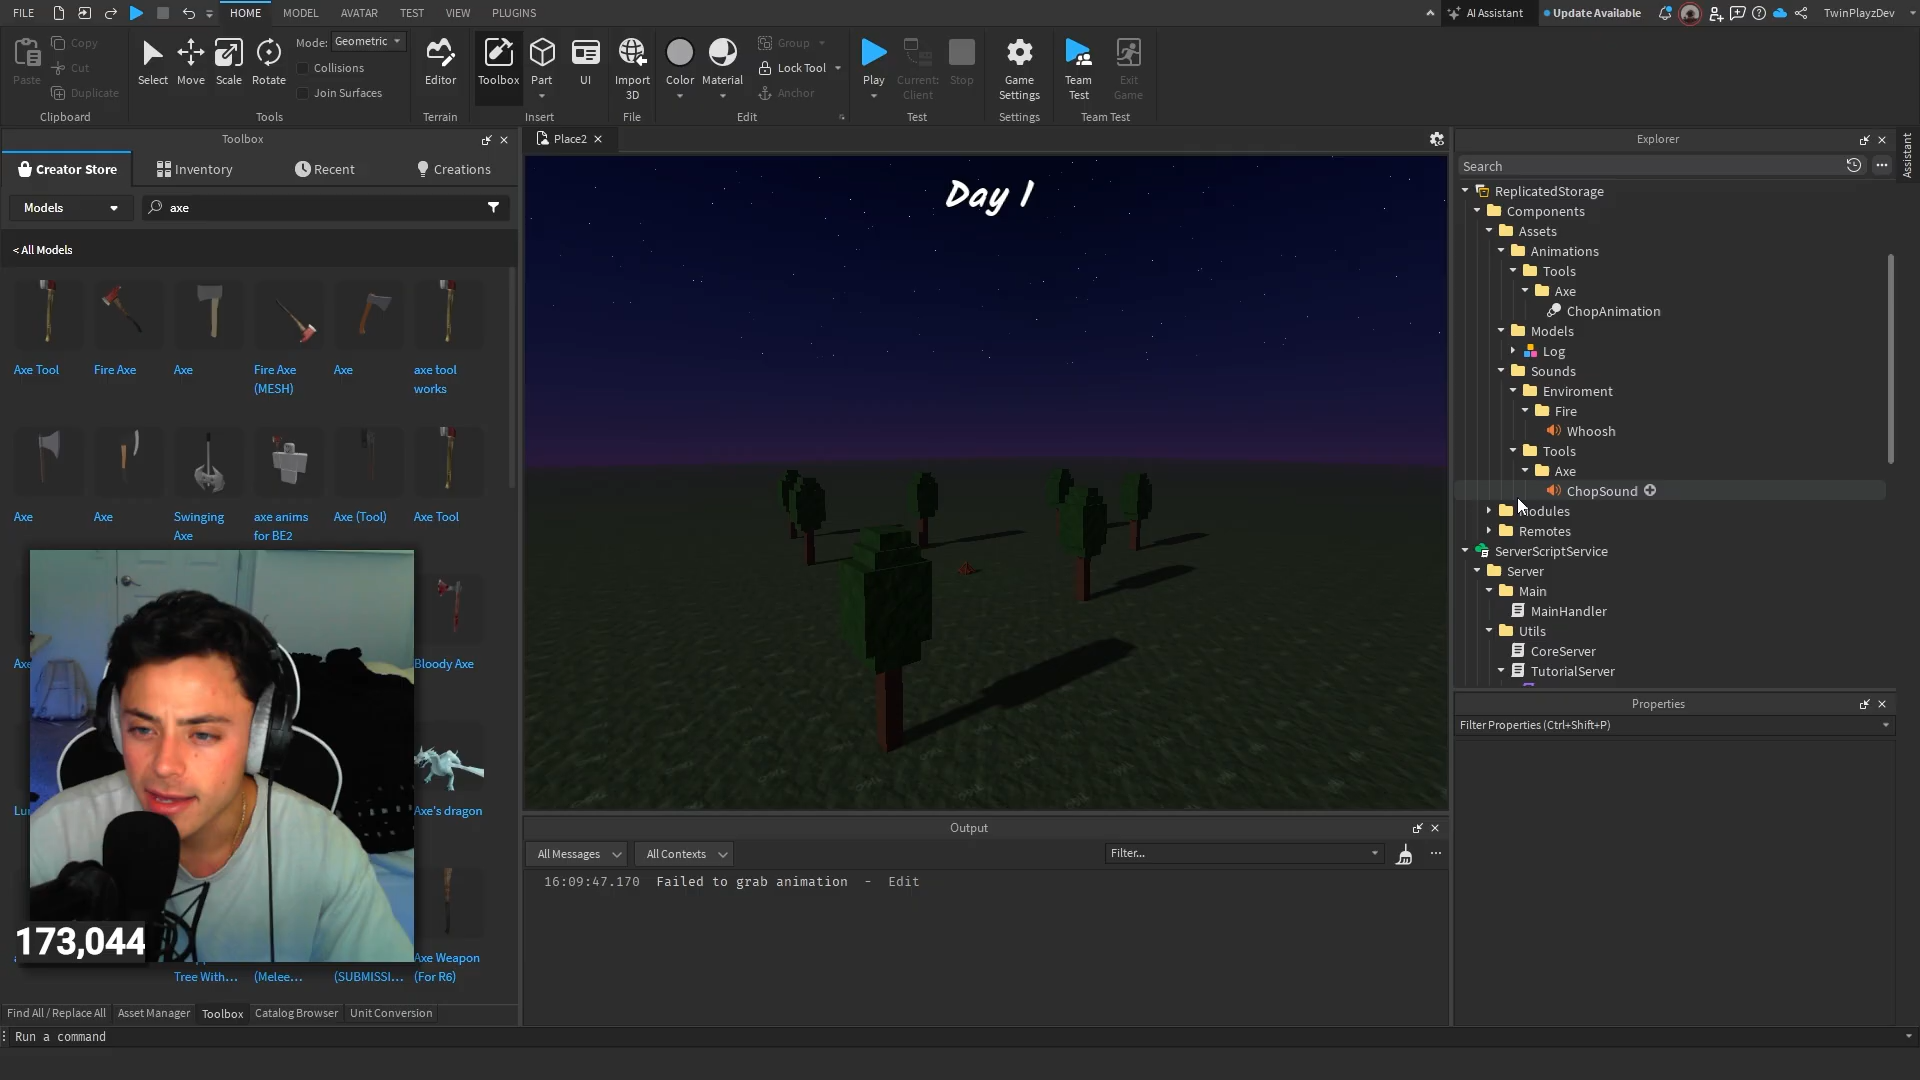 FILE
HOME
MODEL
AVATAR
TEST
VIEW
PLUGINS
AI Assistant
Update Available
TwinPlayzDev
Paste
Copy
Cut
Duplicate
Clipboard
Select
Move
Scale
Rotate
Mode:
Geometric
Collisions
Join Surfaces
Tools
Editor
Terrain
Toolbox
Part
UI
Insert
Import
3D
File
Color
Material
Group
Lock Tool
Anchor
Edit
Play
Current:
Client
Stop
Test
Game
Settings
Settings
Team
Test
Exit
Game
Team Test
Toolbox
Creator Store
Inventory
Recent
Creations
Models
axe
< All Models
Axe Tool
Fire Axe
Axe
Fire Axe
(MESH)
Axe
axe tool
works
Axe
Axe
Swinging
Axe
axe anims
for BE2
Axe (Tool)
Axe Tool
Bloody Axe
Axe's dragon
Tree With...
(Melee...
(SUBMISSI...
Axe Weapon
(For R6)
173,044
Find All / Replace All
Asset Manager
Toolbox
Catalog Browser
Unit Conversion
Run a command
Place2
Day 1
Output
All Messages
All Contexts
Filter...
16:09:47.170 Failed to grab animation - Edit
Explorer
Assistant
Search
ReplicatedStorage
Components
Assets
Animations
Tools
Axe
ChopAnimation
Models
Log
Sounds
Enviroment
Fire
Whoosh
Tools
Axe
ChopSound
Modules
Remotes
ServerScriptService
Server
Main
MainHandler
Utils
CoreServer
TutorialServer
Properties
Filter Properties (Ctrl+Shift+P)